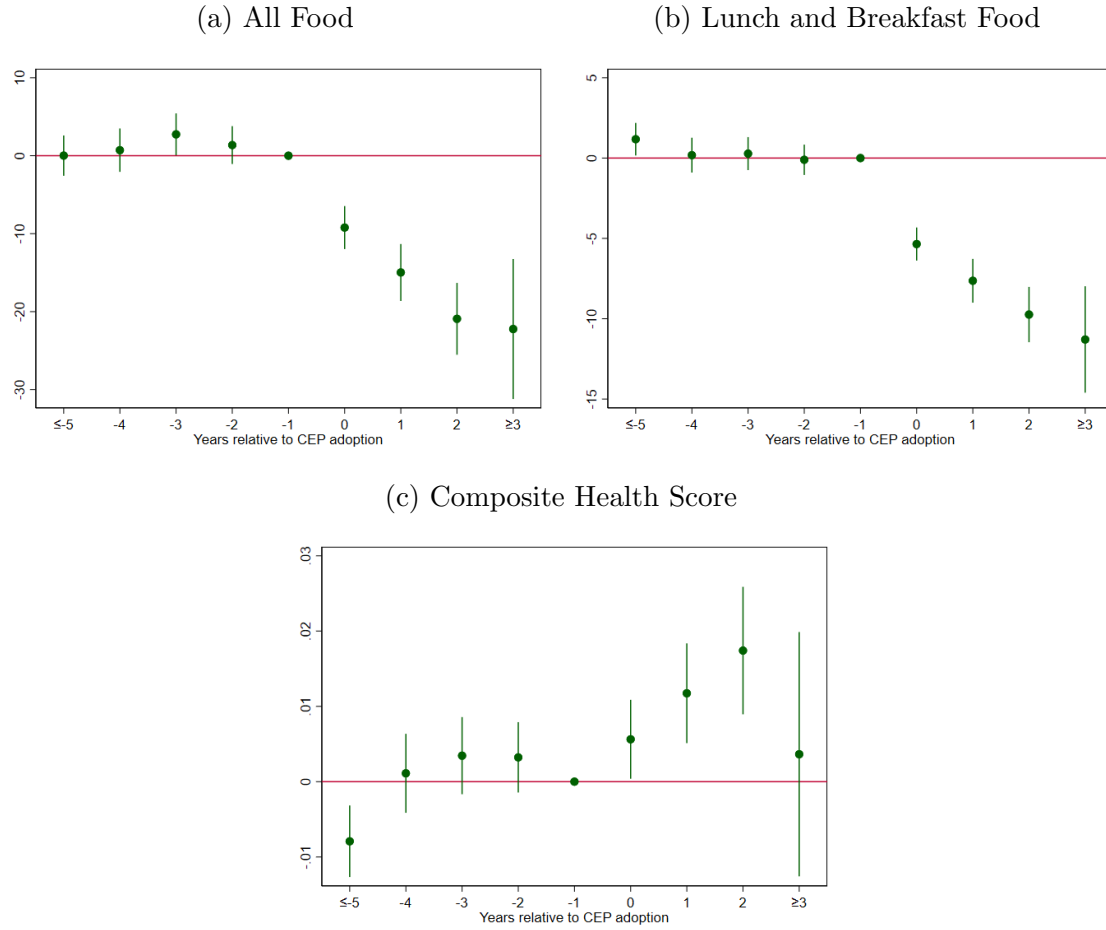 (a) All Food
10
0
-10
-20
-30
≤-5 -4 -3 -2 -1 0 1 2 ≥3
Years relative to CEP adoption
(b) Lunch and Breakfast Food
5
0
-5
-10
-15
≤-5 -4 -3 -2 -1 0 1 2 ≥3
Years relative to CEP adoption
(c) Composite Health Score
.03
.02
.01
0
-.01
≤-5 -4 -3 -2 -1 0 1 2 ≥3
Years relative to CEP adoption